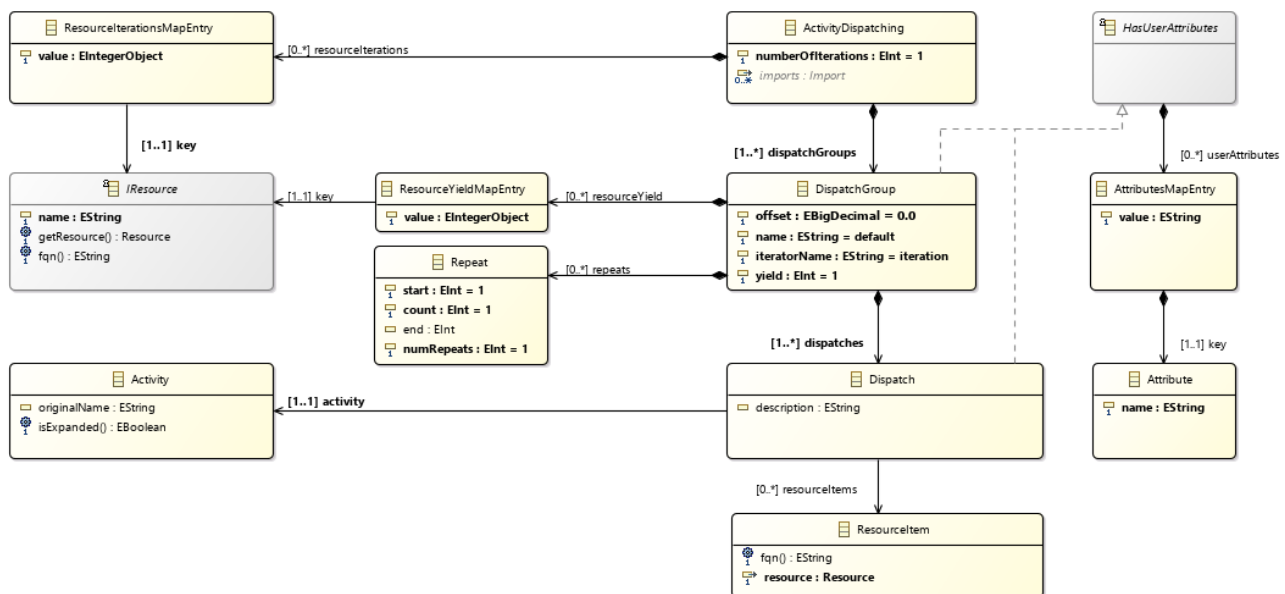 ResourceIterationsMapEntry
value : EIntegerObject
[0..*] resourceIterations
ActivityDispatching
numberOfIterations : EInt = 1
0..* imports : Import
HasUserAttributes
[1..1] key
[1..*] dispatchGroups
[0..*] userAttributes
IResource
name : EString
getResource() : Resource
fqn() : EString
[1..1] key
ResourceYieldMapEntry
value : EIntegerObject
[0..*] resourceYield
DispatchGroup
offset : EBigDecimal = 0.0
name : EString = default
iteratorName : EString = iteration
yield : EInt = 1
AttributesMapEntry
value : EString
Repeat
start : EInt = 1
count : EInt = 1
end : EInt
numRepeats : EInt = 1
[0..*] repeats
[1..*] dispatches
[1..1] key
Activity
originalName : EString
isExpanded() : EBoolean
[1..1] activity
Dispatch
description : EString
Attribute
name : EString
[0..*] resourceItems
ResourceItem
fqn() : EString
resource : Resource